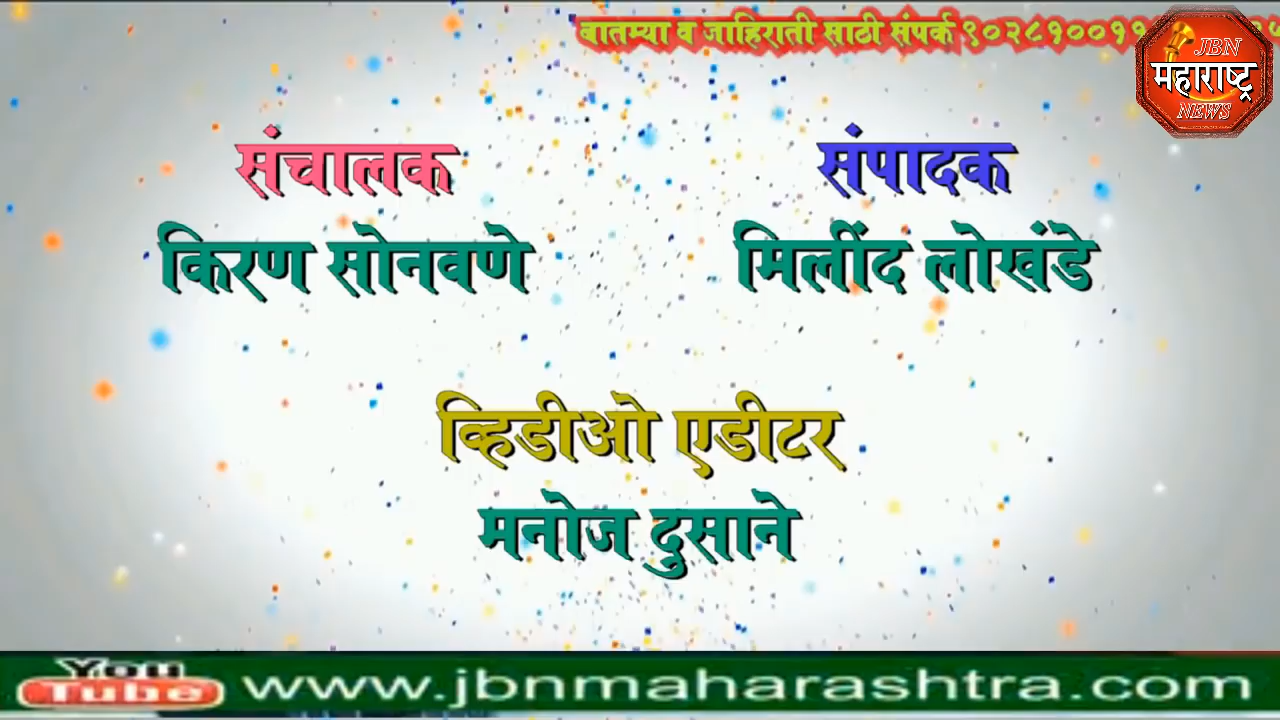 बातम्या व जाहिराती साठी संपर्क
JBN
महाराष्ट्र
NEWS
संचालक
संपादक
किरण सोनवणे
मिलींद लोखंडे
व्हिडीओ एडीटर
मनोज दुसाने
You
Tube
www.jbnmaharashtra.com